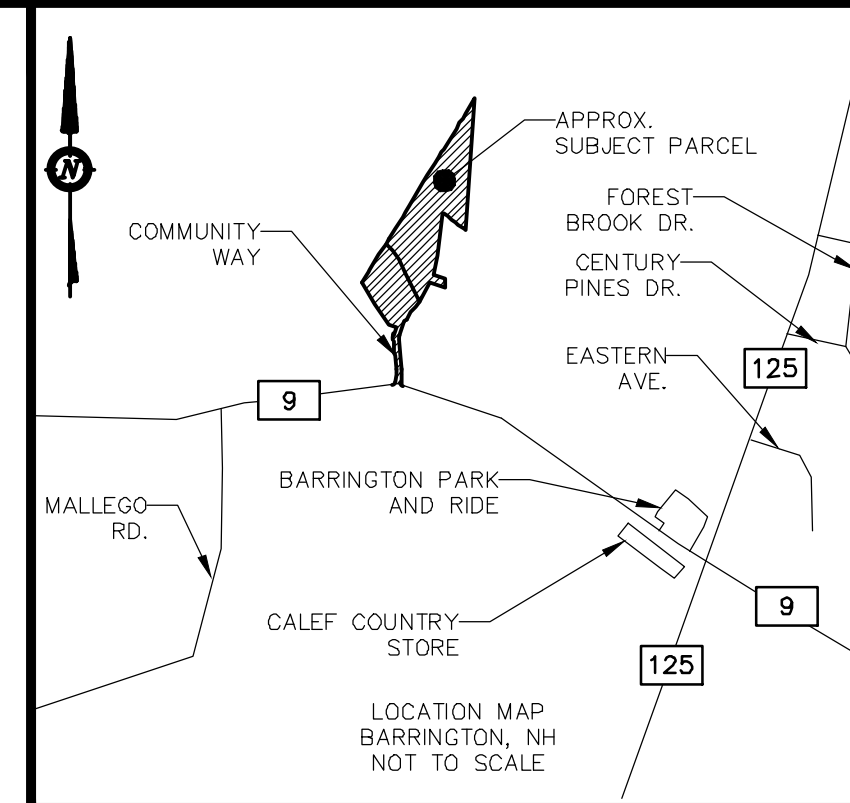 N
APPROX.
SUBJECT PARCEL
FOREST
BROOK DR.
COMMUNITY
WAY
CENTURY
PINES DR.
EASTERN
AVE.
125
9
BARRINGTON PARK
AND RIDE
MALLEGO
RD.
9
CALEF COUNTRY
STORE
125
LOCATION MAP
BARRINGTON, NH
NOT TO SCALE